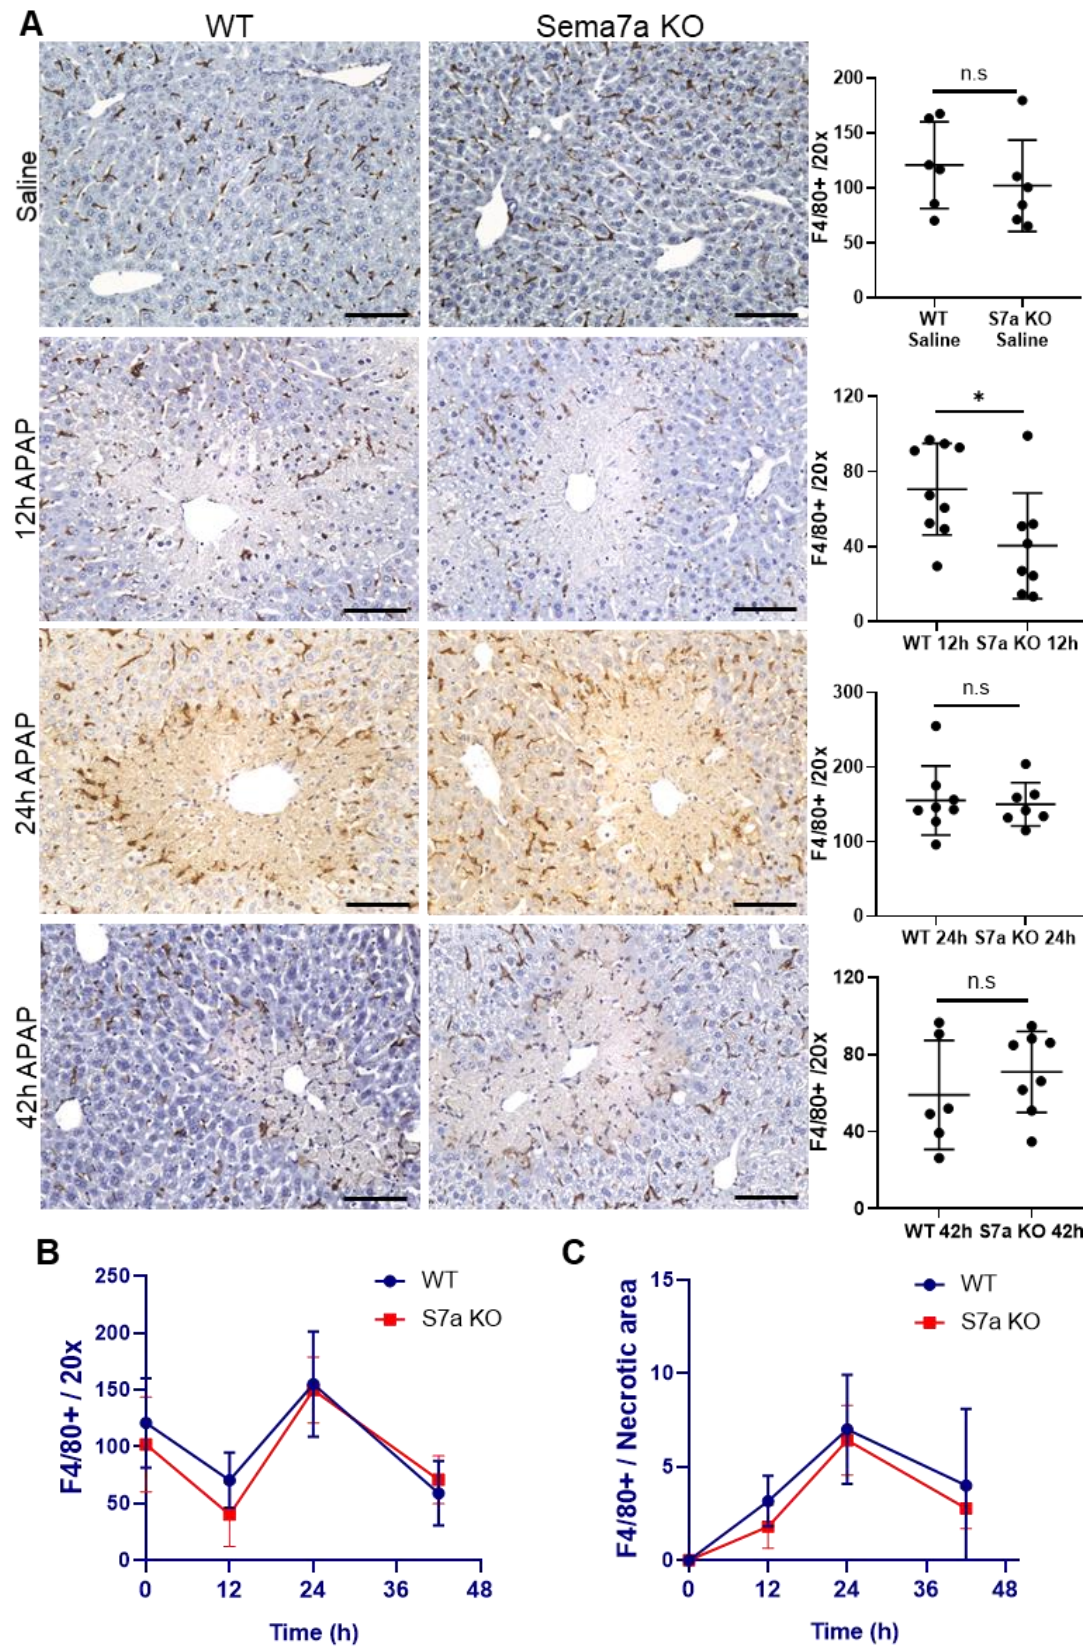 A
WT
Sema7a KO
Saline
200
150
100
50
0
F4/80+ /20x
n.s
WT
Saline
S7a KO
Saline
12h APAP
120
80
40
0
F4/80+ /20x
*
WT 12h
S7a KO 12h
24h APAP
300
200
100
0
F4/80+ /20x
n.s
WT 24h
S7a KO 24h
42h APAP
120
80
40
0
F4/80+ /20x
n.s
WT 42h
S7a KO 42h
B
250
200
150
100
50
0
F4/80+ / 20x
WT
S7a KO
0 12 24 36 48
Time (h)
C
15
10
5
0
F4/80+ / Necrotic area
WT
S7a KO
0 12 24 36 48
Time (h)